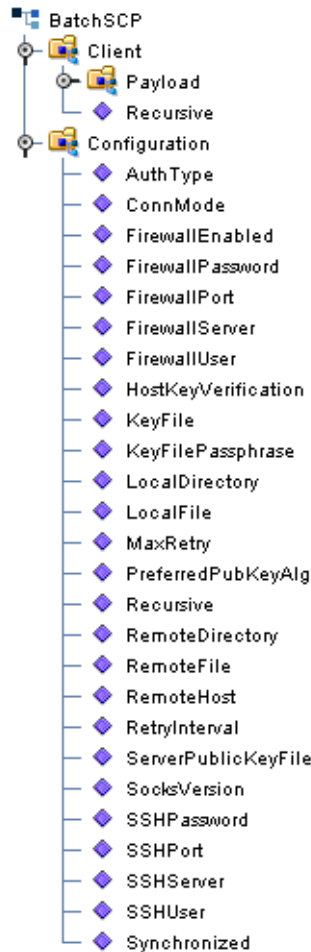 BatchSCP
Client
Payload
Recursive
Configuration
AuthType
ConnMode
FirewallEnabled
FirewallPassword
FirewallPort
FirewallServer
FirewallUser
HostKeyVerification
KeyFile
KeyFilePassphrase
LocalDirectory
LocalFile
MaxRetry
PreferredPubKeyAlg
Recursive
RemoteDirectory
RemoteFile
RemoteHost
RetryInterval
ServerPublicKeyFile
SocksVersion
SSHPassword
SSHPort
SSHServer
SSHUser
Synchronized